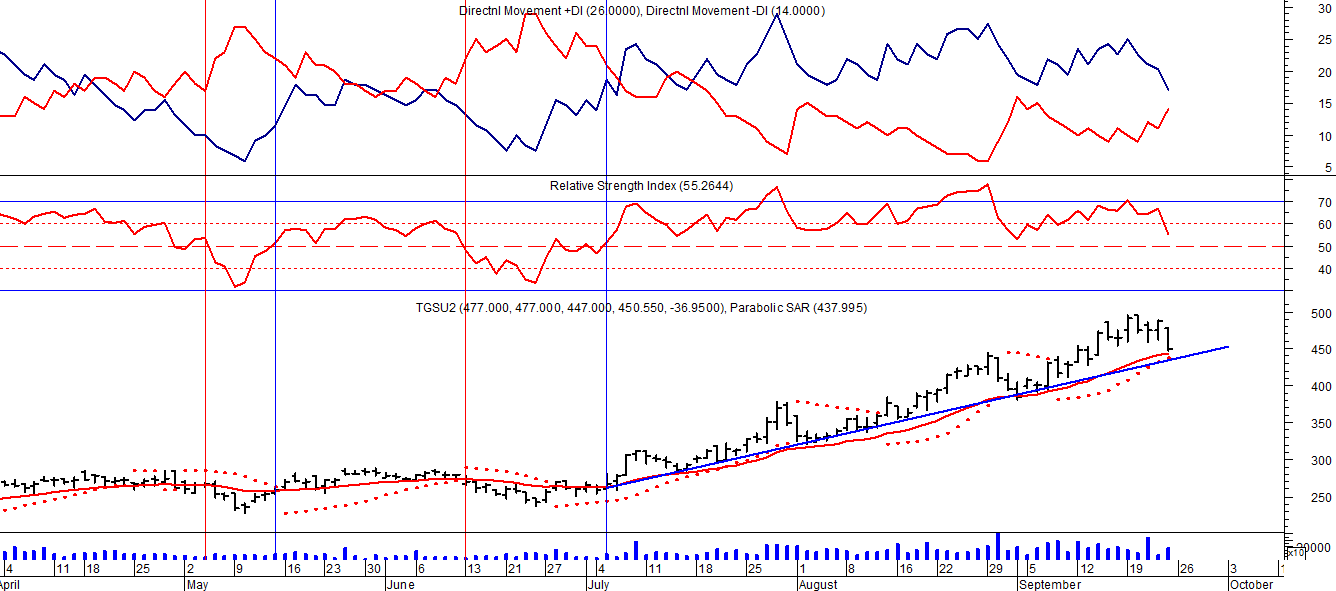 Directnl Movement +DI (26.0000), Directnl Movement -DI (14.0000)
30
25
20
15
10
5
Relative Strength Index (55.2644)
70
60
50
40
TGSU2 (477.000, 477.000, 447.000, 450.550, -36.9500), Parabolic SAR (437.995)
500
450
400
350
300
250
20000
x10
4 11 18 25 2 9 16 23 30 6 13 21 27 4 11 18 25 1 8 16 22 29 5 12 19 26 3 1
April May June July August September October